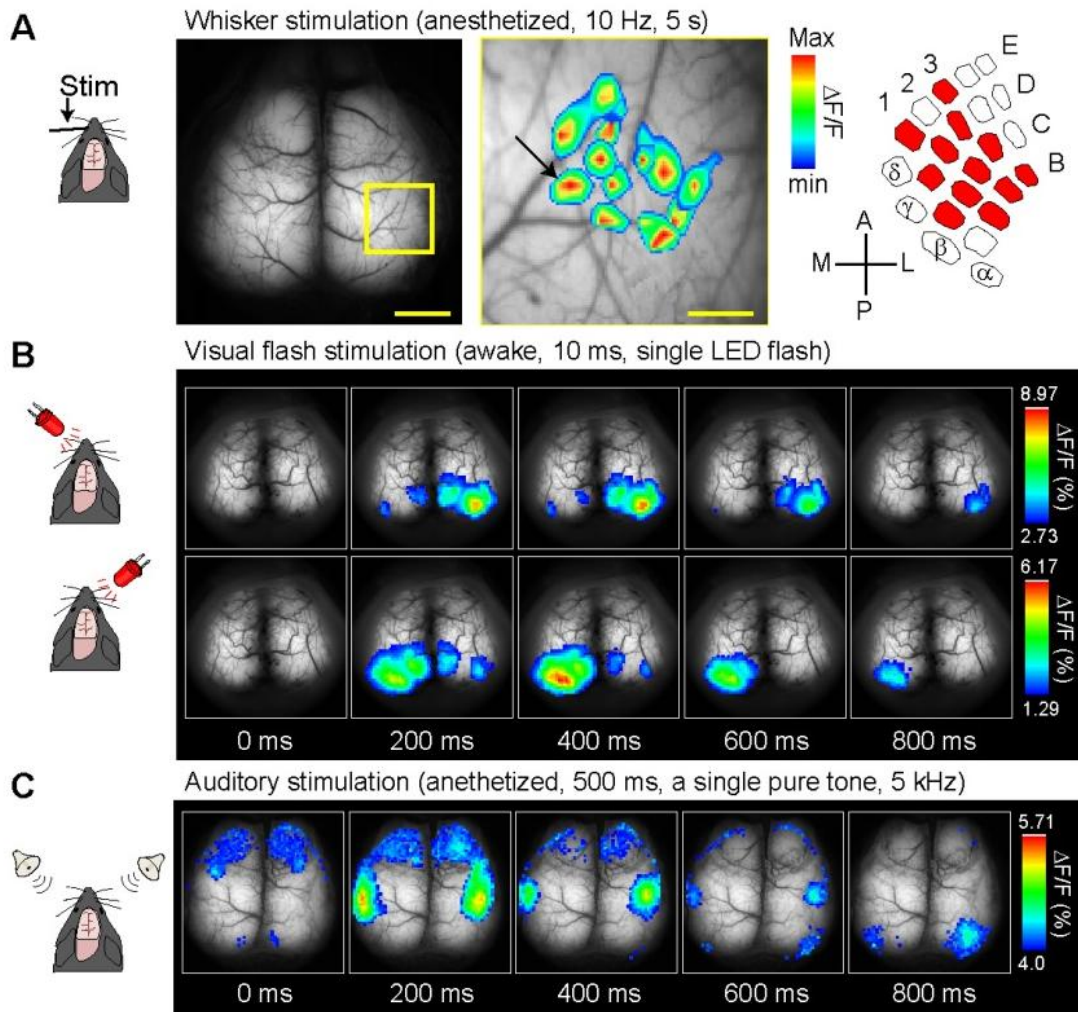 A
Whisker stimulation (anesthetized, 10 Hz, 5 s)
Stim
Max
ΔF/F
min
1 2 3 E
D
C
B
δ
γ
β
α
A
M L
P
B
Visual flash stimulation (awake, 10 ms, single LED flash)
8.97
ΔF/F (%)
2.73
6.17
ΔF/F (%)
1.29
0 ms 200 ms 400 ms 600 ms 800 ms
C
Auditory stimulation (anethetized, 500 ms, a single pure tone, 5 kHz)
5.71
ΔF/F (%)
4.0
0 ms 200 ms 400 ms 600 ms 800 ms